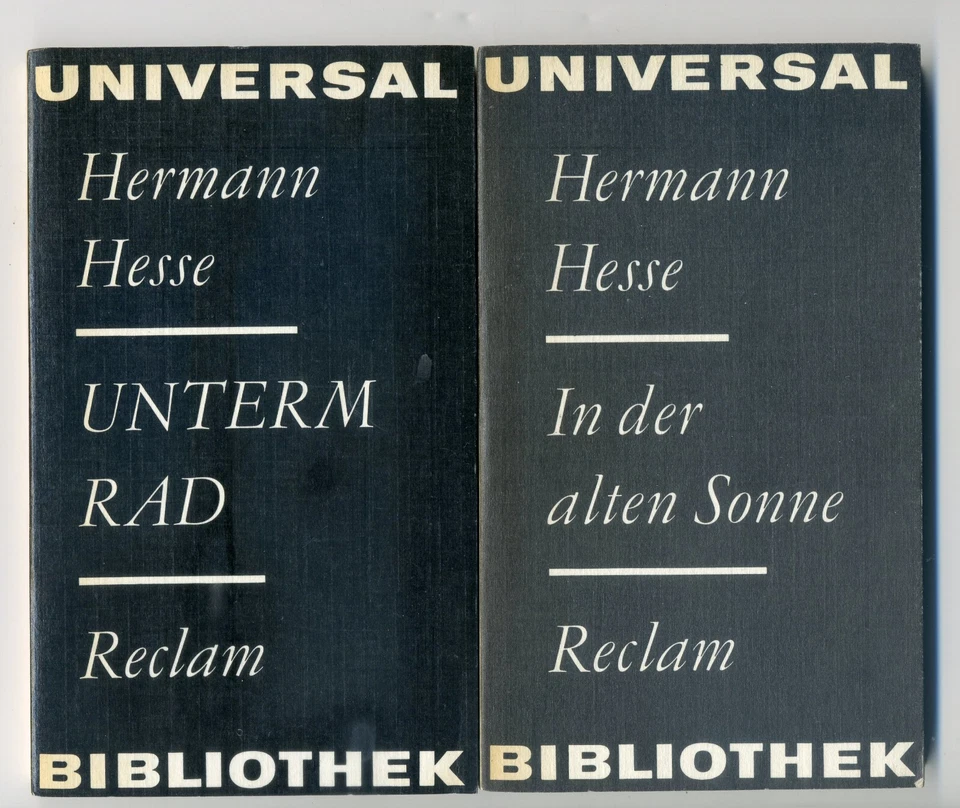 UNIVERSAL
Hermann
Hesse
UNTERM
RAD
Reclam
BIBLIOTHEK
UNIVERSAL
Hermann
Hesse
In der
alten Sonne
Reclam
BIBLIOTHEK